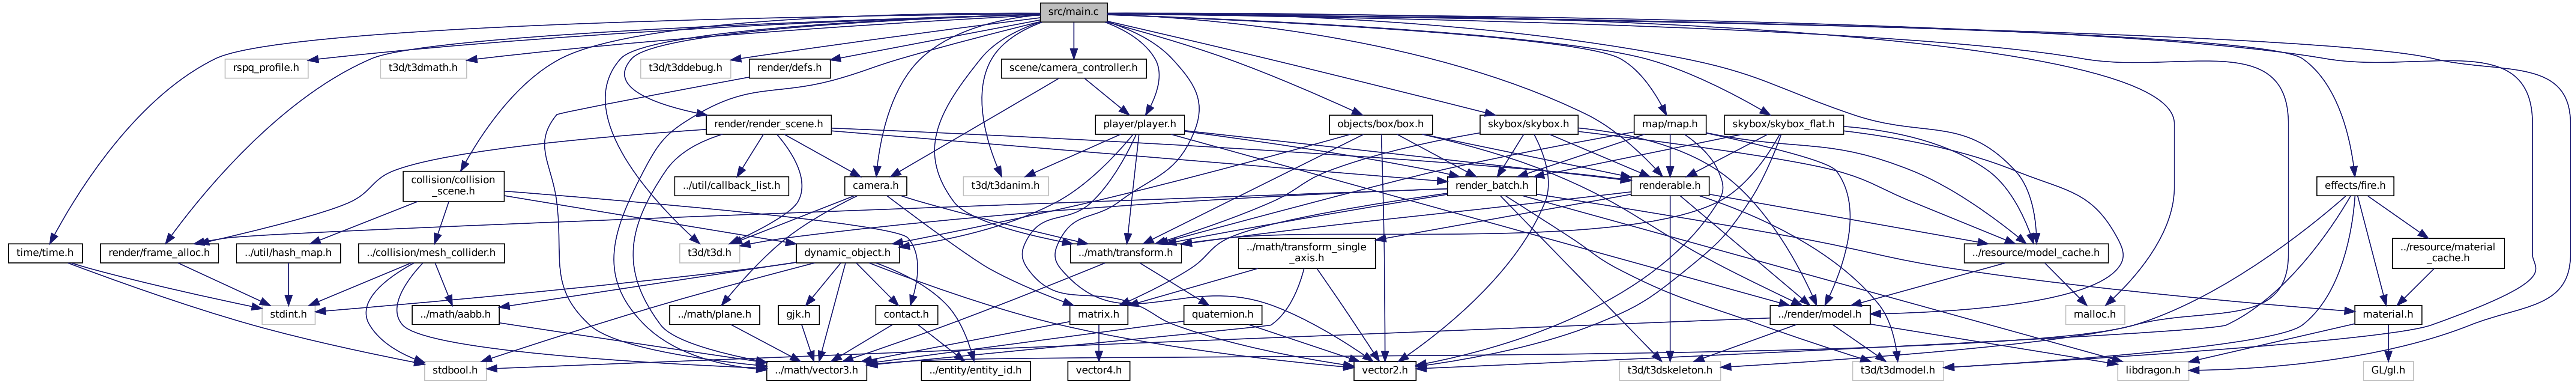 src/main.c
rspq_profile.h
t3d/t3dmath.h
t3d/t3ddebug.h
render/defs.h
scene/camera_controller.h
render/render_scene.h
player/player.h
objects/box/box.h
skybox/skybox.h
map/map.h
skybox/skybox_flat.h
collision/collision
_scene.h
../util/callback_list.h
camera.h
t3d/t3danim.h
render_batch.h
renderable.h
effects/fire.h
time/time.h
render/frame_alloc.h
../util/hash_map.h
../collision/mesh_collider.h
t3d/t3d.h
dynamic_object.h
../math/transform.h
../math/transform_single
_axis.h
../resource/model_cache.h
../resource/material
_cache.h
stdint.h
../math/aabb.h
../math/plane.h
gjk.h
contact.h
matrix.h
quaternion.h
../render/model.h
malloc.h
material.h
stdbool.h
../math/vector3.h
../entity/entity_id.h
vector4.h
vector2.h
t3d/t3dskeleton.h
t3d/t3dmodel.h
libdragon.h
GL/gl.h